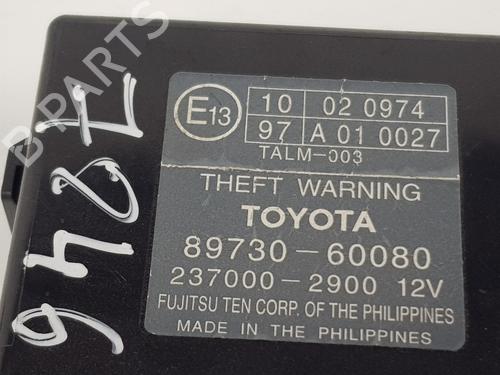 E13
10 02 0974
97 A 01 0027
TALM-003
THEFT WARNING
TOYOTA
89730-60080
237000-2900 12V
FUJITSU TEN CORP. OF THE PHILIPPINES
MADE IN THE PHILIPPINES
7846
B PARTS